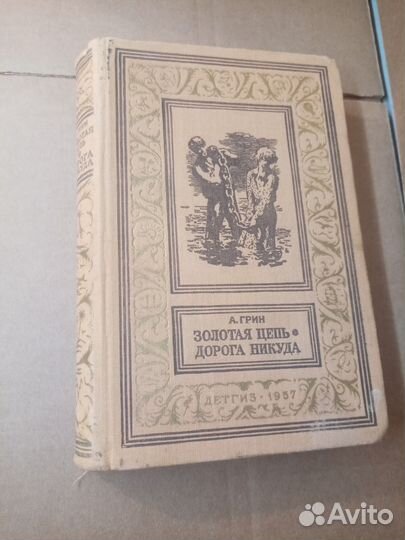 А. ГРИН
ЗОЛОТАЯ ЦЕПЬ •
ДОРОГА НИКУДА
ДЕТГИЗ • 1957
Avito